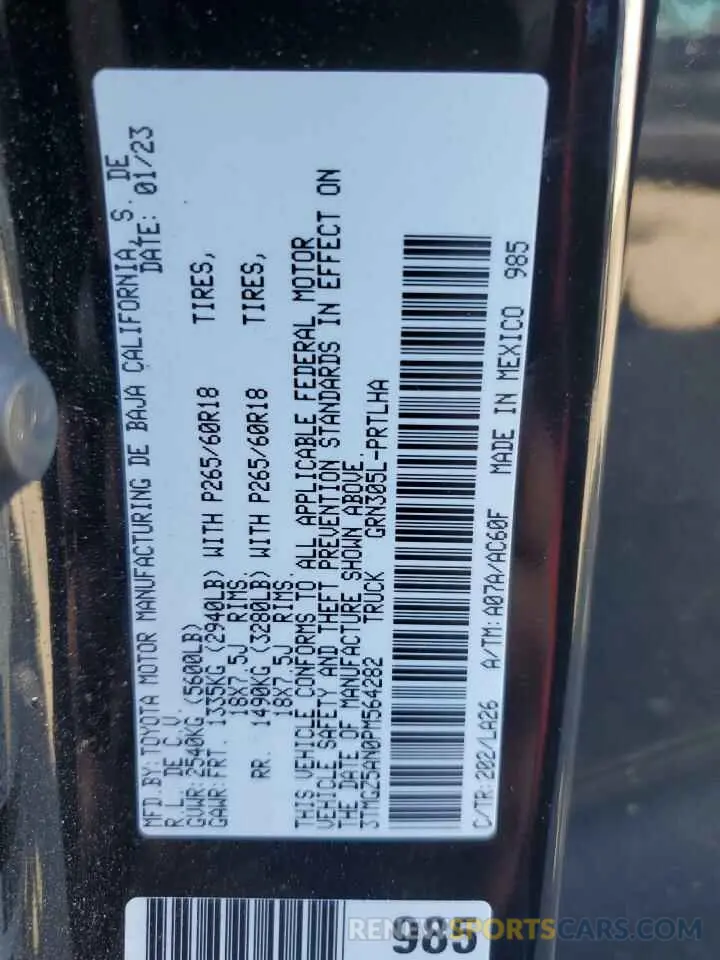 MFD.BY:TOYOTA MOTOR MANUFACTURING DE BAJA CALIFORNIA, S. DE
R.L. DE C.V. DATE: 01/23
GVWR:2540KG (5600LB)
GAWR:FRT. 1335KG (2940LB) WITH P265/60R18 TIRES,
18X7.5J RIMS,
RR. 1490KG (3280LB) WITH P265/60R18 TIRES,
18X7.5J RIMS.
THIS VEHICLE CONFORMS TO ALL APPLICABLE FEDERAL MOTOR
VEHICLE SAFETY AND THEFT PREVENTION STANDARDS IN EFFECT ON
THE DATE OF MANUFACTURE SHOWN ABOVE.
3TMGZ5AN0PM564282 TRUCK GRN305L-PRTLHA
C/TR:202/LA26 A/TM:A07A/AC60F MADE IN MEXICO 985
985
RENEWSPORTSCARS.COM